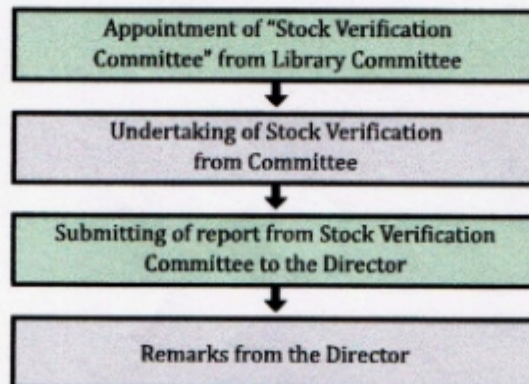 Appointment of "Stock Verification
Committee" from Library Committee
Undertaking of Stock Verification
from Committee
Submitting of report from Stock Verification
Committee to the Director
Remarks from the Director